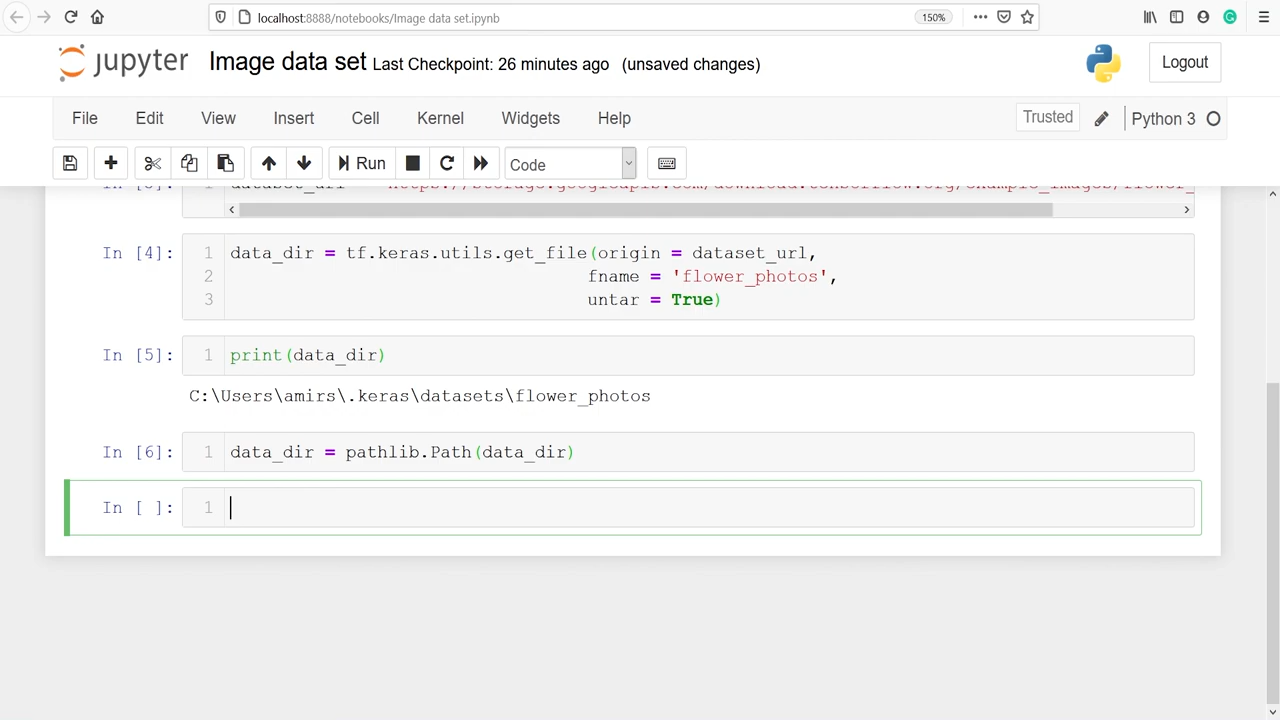 localhost:8888/notebooks/Image data set.ipynb
150%
jupyter Image data set Last Checkpoint: 26 minutes ago (unsaved changes)
Logout
File Edit View Insert Cell Kernel Widgets Help
Trusted
Python 3
Run
Code
In [4]: 1 data_dir = tf.keras.utils.get_file(origin = dataset_url,
2 fname = 'flower_photos',
3 untar = True)
In [5]: 1 print(data_dir)
C:\Users\amirs\.keras\datasets\flower_photos
In [6]: 1 data_dir = pathlib.Path(data_dir)
In [ ]: 1